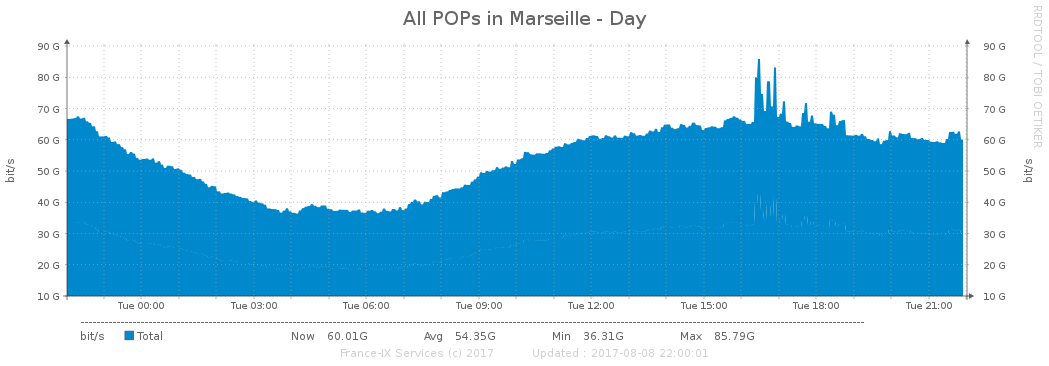 All POPs in Marseille - Day
RRDTOOL / TOBI OETIKER
90 G 90 G
80 G 80 G
70 G 70 G
60 G 60 G
50 G 50 G
40 G 40 G
30 G 30 G
20 G 20 G
10 G 10 G
bit/s
bit/s
Tue 00:00 Tue 03:00 Tue 06:00 Tue 09:00 Tue 12:00 Tue 15:00 Tue 18:00 Tue 21:00
bit/s Total Now 60.01G Avg 54.35G Min 36.31G Max 85.79G
France-IX Services (c) 2017 Updated : 2017-08-08 22:00:01